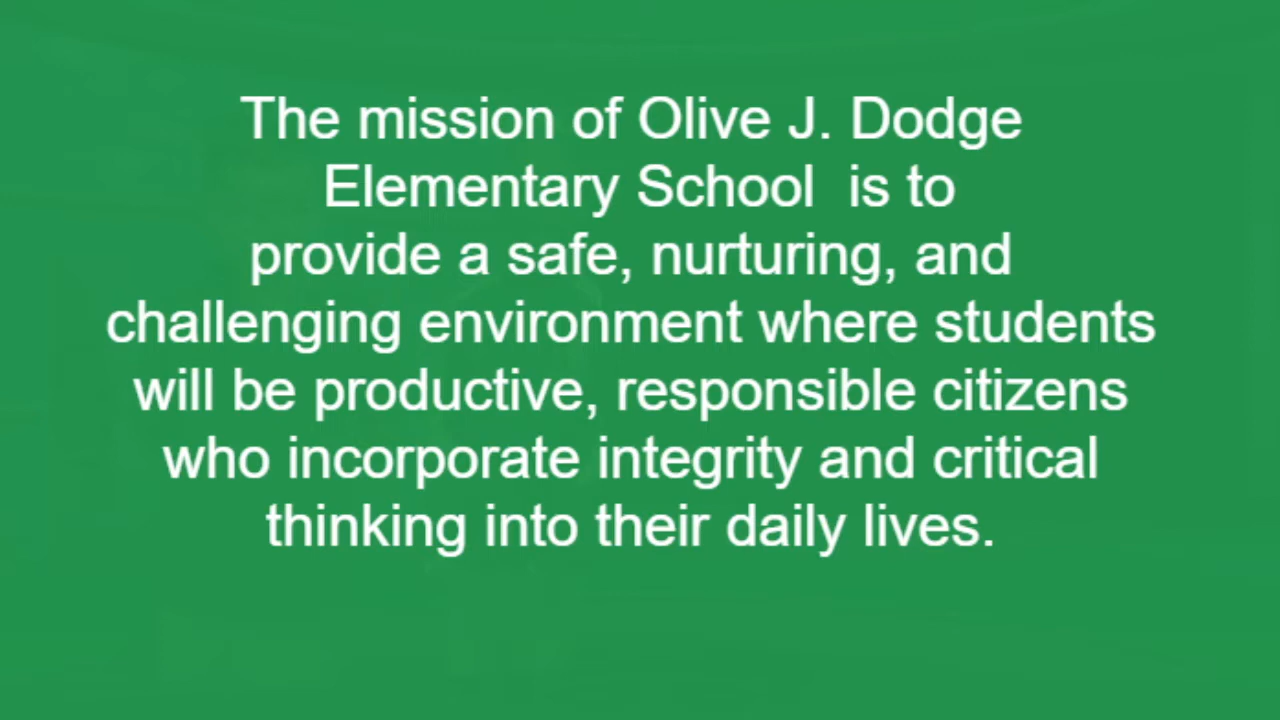 The mission of Olive J. Dodge
Elementary School  is to
provide a safe, nurturing, and
challenging environment where students
will be productive, responsible citizens
who incorporate integrity and critical
thinking into their daily lives.